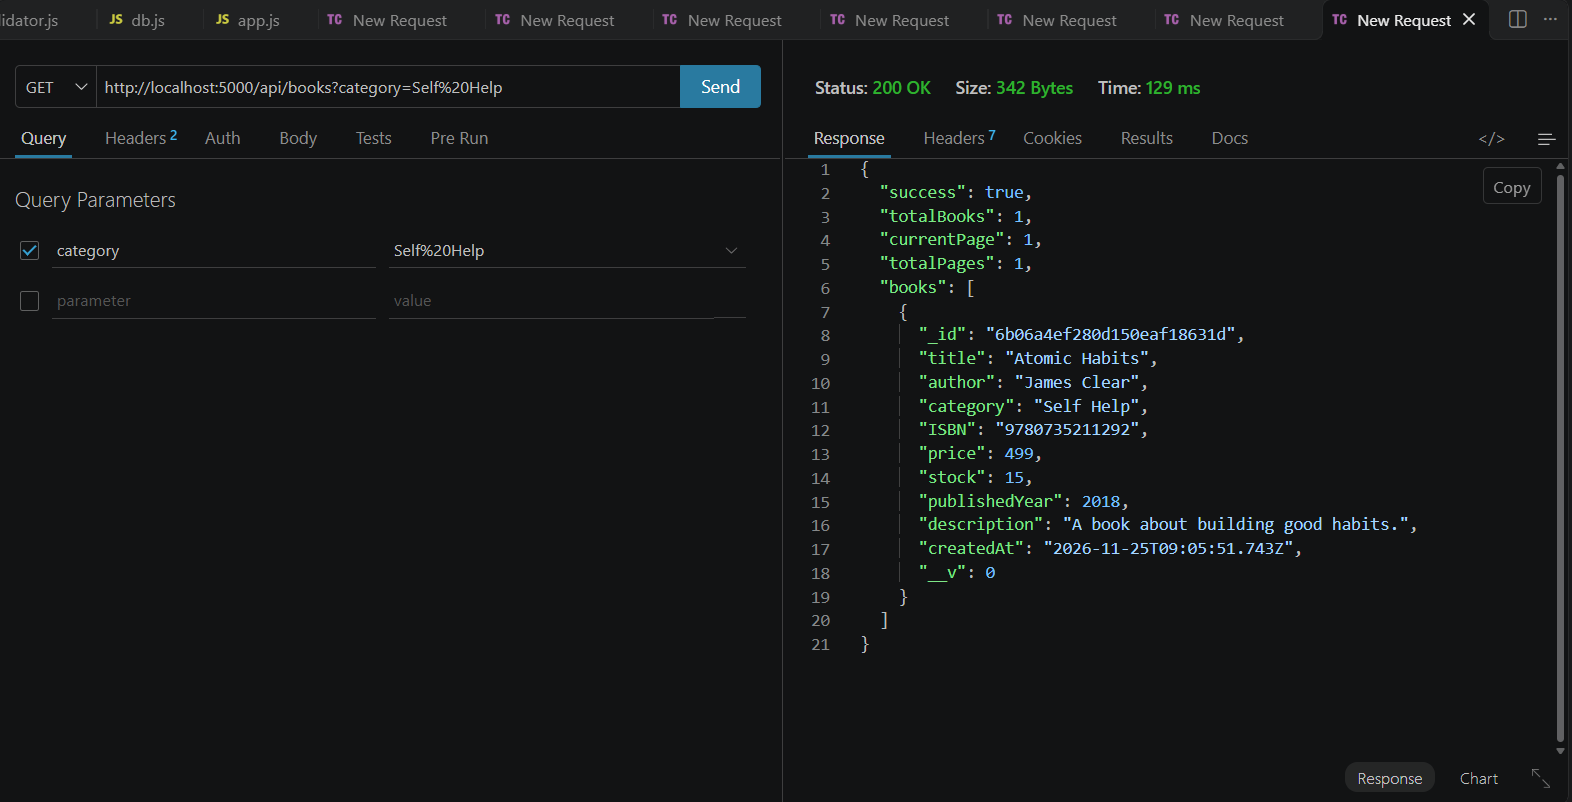 idator.js JS db.js JS app.js TC New Request TC New Request TC New Request TC New Request TC New Request TC New Request TC New Request
GET http://localhost:5000/api/books?category=Self%20Help Send
Query Headers 2 Auth Body Tests Pre Run
Query Parameters
category Self%20Help
parameter value
Status: 200 OK Size: 342 Bytes Time: 129 ms
Response Headers 7 Cookies Results Docs </>
Copy
1 {
2 "success": true,
3 "totalBooks": 1,
4 "currentPage": 1,
5 "totalPages": 1,
6 "books": [
7 {
8 "_id": "6b06a4ef280d150eaf18631d",
9 "title": "Atomic Habits",
10 "author": "James Clear",
11 "category": "Self Help",
12 "ISBN": "9780735211292",
13 "price": 499,
14 "stock": 15,
15 "publishedYear": 2018,
16 "description": "A book about building good habits.",
17 "createdAt": "2026-11-25T09:05:51.743Z",
18 "__v": 0
19 }
20 ]
21 }
Response Chart